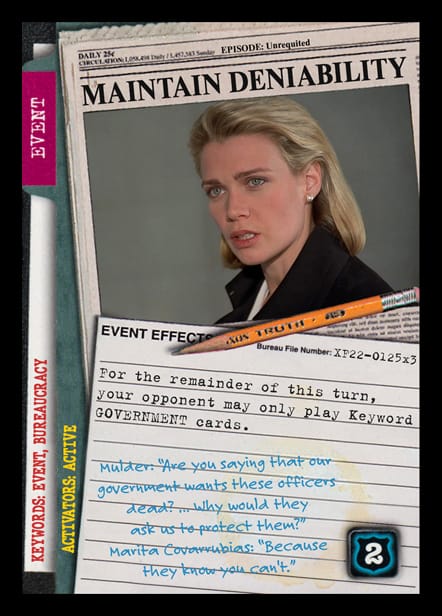 DAILY 25¢
CIRCULATION: 1,058,494 Daily / 1,457,583 Sunday
EPISODE: Unrequited
MAINTAIN DENIABILITY
EVENT
EVENT EFFECTS
TRUTH
Bureau File Number: XF22-0125x3
For the remainder of this turn,
your opponent may only play Keyword
GOVERNMENT cards.
Mulder: "Are you saying that our
government wants these officers
dead? ... Why would they
ask us to protect them?"
Marita Covarrubias: "Because
they know you can't."
2
KEYWORDS: EVENT, BUREAUCRACY
ACTIVATORS: ACTIVE